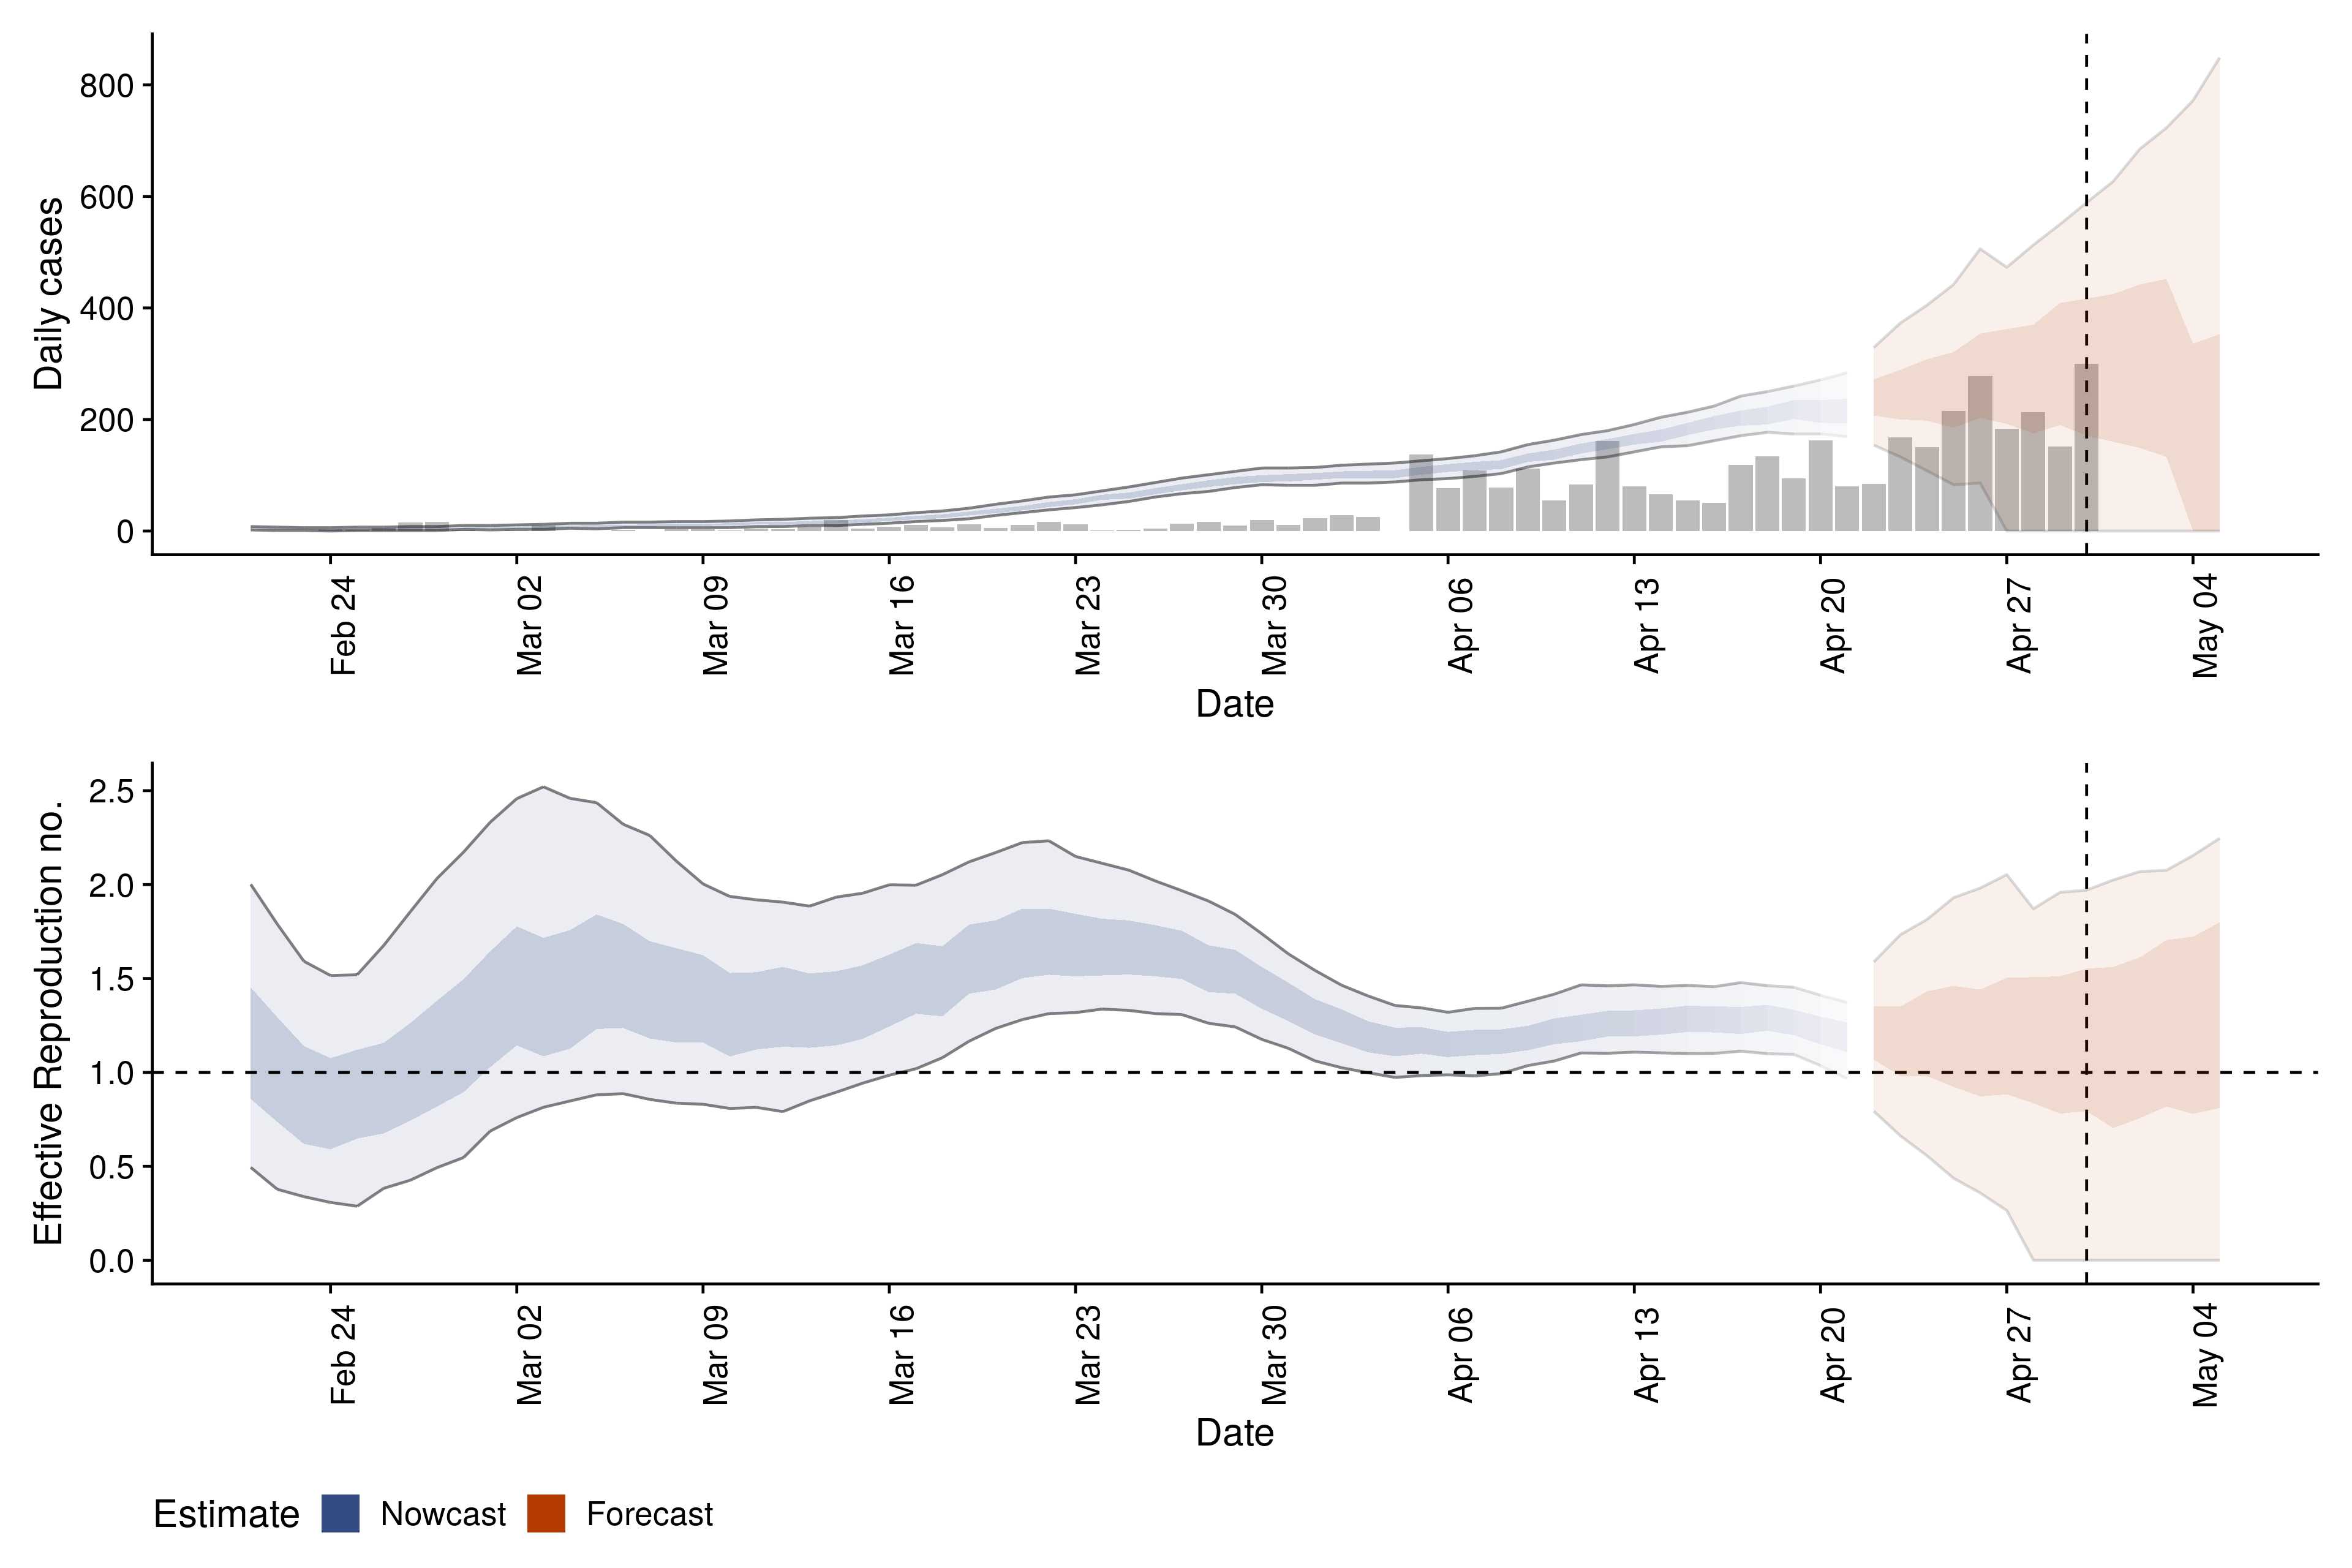 Daily cases
800
600
400
200
0
Feb 24
Mar 02
Mar 09
Mar 16
Mar 23
Mar 30
Apr 06
Apr 13
Apr 20
Apr 27
May 04
Date
Effective Reproduction no.
2.5
2.0
1.5
1.0
0.5
0.0
Feb 24
Mar 02
Mar 09
Mar 16
Mar 23
Mar 30
Apr 06
Apr 13
Apr 20
Apr 27
May 04
Date
Estimate Nowcast Forecast